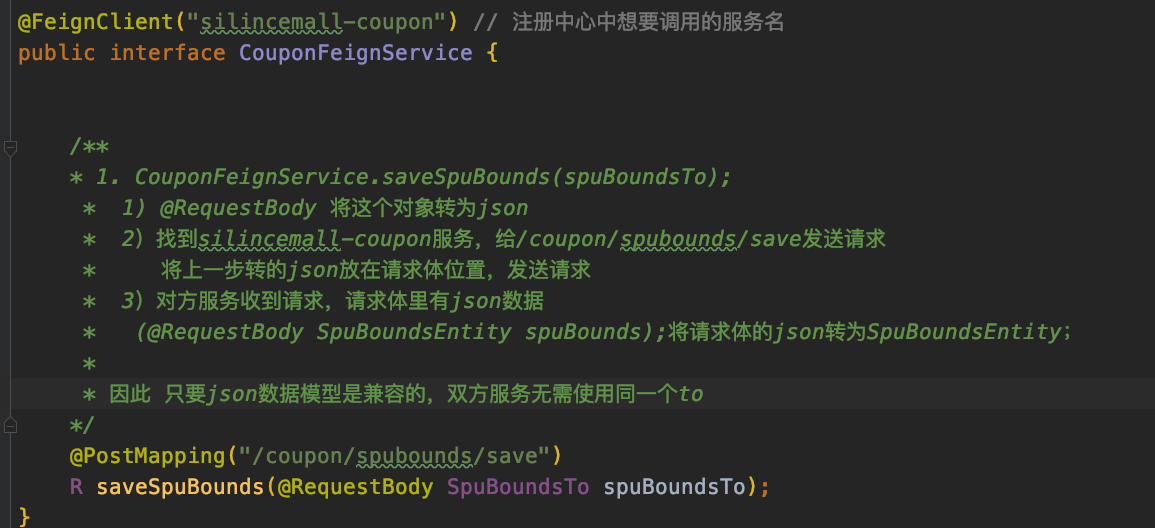 @FeignClient("silincemall-coupon") // 注册中心中想要调用的服务名
public interface CouponFeignService {
/**
* 1. CouponFeignService.saveSpuBounds(spuBoundsTo);
* 1) @RequestBody 将这个对象转为json
* 2) 找到silincemall-coupon服务，给/coupon/spubounds/save发送请求
* 将上一步转的json放在请求体位置，发送请求
* 3) 对方服务收到请求，请求体里有json数据
* (@RequestBody SpuBoundsEntity spuBounds);将请求体的json转为SpuBoundsEntity;
*
* 因此 只要json数据模型是兼容的，双方服务无需使用同一个to
*/
@PostMapping("/coupon/spubounds/save")
R saveSpuBounds(@RequestBody SpuBoundsTo spuBoundsTo);
}